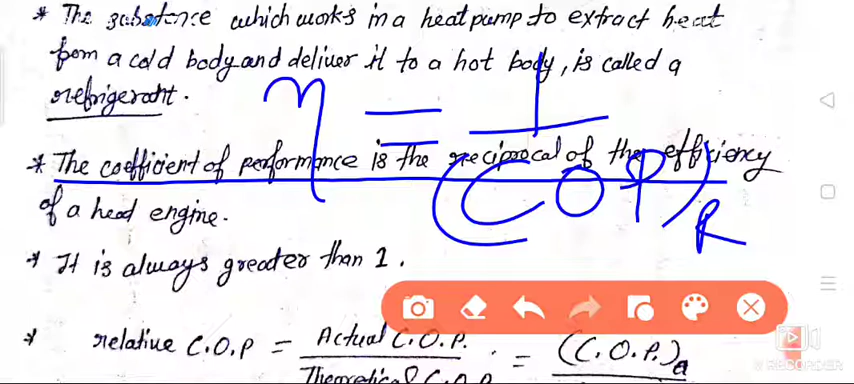 * The substance which works in a heat pump to extract heat
from a cold body and deliver it to a hot body, is called a
refrigerant.
η = 1 / (COP)R
* The coefficient of performance is the reciprocal of the efficiency
of a heat engine.
* It is always greater than 1.
* relative C.O.P = Actual C.O.P. / Theoretical C.O.P. = (C.O.P.)a
RECORDER